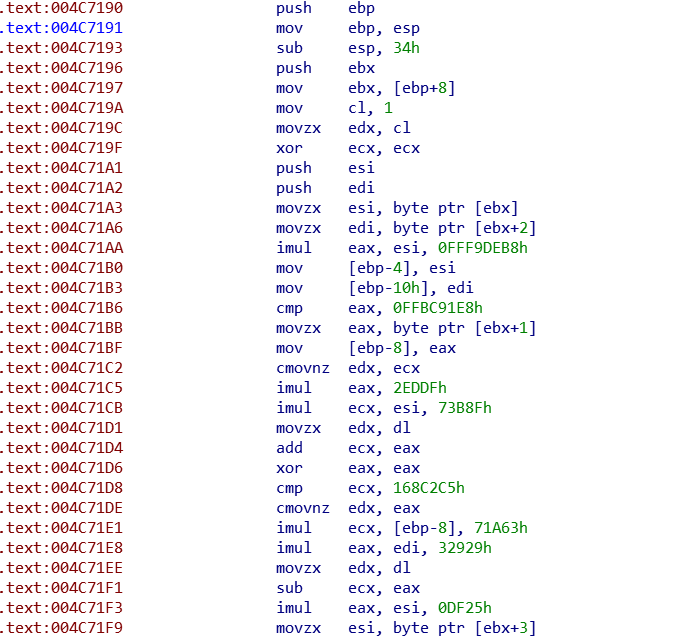 .text:004C7190 push ebp
.text:004C7191 mov ebp, esp
.text:004C7193 sub esp, 34h
.text:004C7196 push ebx
.text:004C7197 mov ebx, [ebp+8]
.text:004C719A mov cl, 1
.text:004C719C movzx edx, cl
.text:004C719F xor ecx, ecx
.text:004C71A1 push esi
.text:004C71A2 push edi
.text:004C71A3 movzx esi, byte ptr [ebx]
.text:004C71A6 movzx edi, byte ptr [ebx+2]
.text:004C71AA imul eax, esi, 0FFF9DEB8h
.text:004C71B0 mov [ebp-4], esi
.text:004C71B3 mov [ebp-10h], edi
.text:004C71B6 cmp eax, 0FFBC91E8h
.text:004C71BB movzx eax, byte ptr [ebx+1]
.text:004C71BF mov [ebp-8], eax
.text:004C71C2 cmovnz edx, ecx
.text:004C71C5 imul eax, 2EDDFh
.text:004C71CB imul ecx, esi, 73B8Fh
.text:004C71D1 movzx edx, dl
.text:004C71D4 add ecx, eax
.text:004C71D6 xor eax, eax
.text:004C71D8 cmp ecx, 168C2C5h
.text:004C71DE cmovnz edx, eax
.text:004C71E1 imul ecx, [ebp-8], 71A63h
.text:004C71E8 imul eax, edi, 32929h
.text:004C71EE movzx edx, dl
.text:004C71F1 sub ecx, eax
.text:004C71F3 imul eax, esi, 0DF25h
.text:004C71F9 movzx esi, byte ptr [ebx+3]